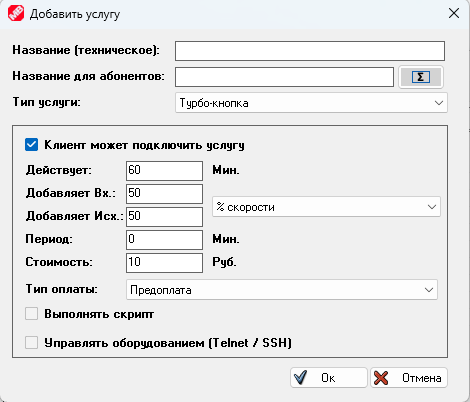 Добавить услугу
Название (техническое):
Название для абонентов: Σ
Тип услуги: Турбо-кнопка
Клиент может подключить услугу
Действует: 60 Мин.
Добавляет Вх.: 50
% скорости
Добавляет Исх.: 50
Период: 0 Мин.
Стоимость: 10 Руб.
Тип оплаты: Предоплата
Выполнять скрипт
Управлять оборудованием (Telnet / SSH)
Ок Отмена